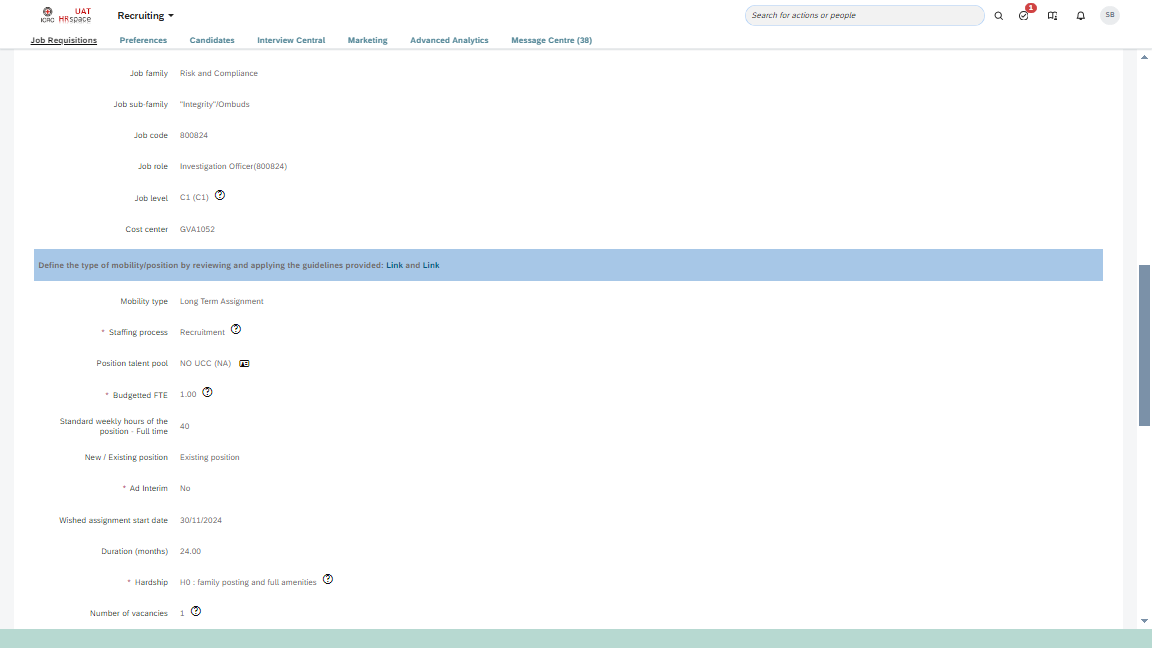 ICRC
UAT
HRspace
Recruiting
Search for actions or people
1
SB
Job Requisitions
Preferences
Candidates
Interview Central
Marketing
Advanced Analytics
Message Centre (38)
Job family Risk and Compliance
Job sub-family "Integrity"/Ombuds
Job code 800824
Job role Investigation Officer(800824)
Job level C1 (C1)
Cost center GVA1052
Define the type of mobility/position by reviewing and applying the guidelines provided: Link and Link
Mobility type Long Term Assignment
* Staffing process Recruitment
Position talent pool NO UCC (NA)
* Budgetted FTE 1.00
Standard weekly hours of the
position - Full time 40
New / Existing position Existing position
* Ad Interim No
Wished assignment start date 30/11/2024
Duration (months) 24.00
* Hardship H0 : family posting and full amenities
Number of vacancies 1